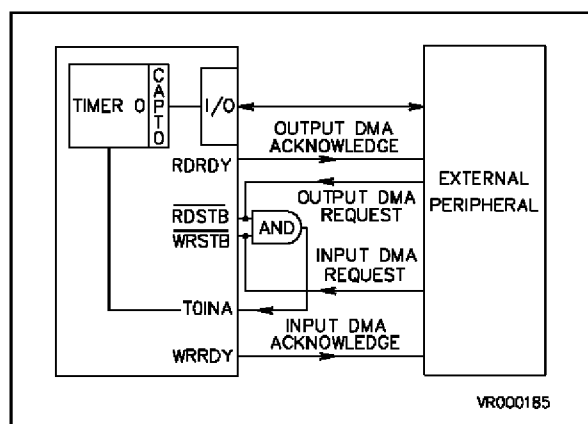 TIMER 0
CAPT0
I/O
OUTPUT DMA
ACKNOWLEDGE
RDRDY
OUTPUT DMA
REQUEST
EXTERNAL
PERIPHERAL
RDSTB
WRSTB
AND
INPUT DMA
REQUEST
T0INA
INPUT DMA
ACKNOWLEDGE
WRRDY
VR000185